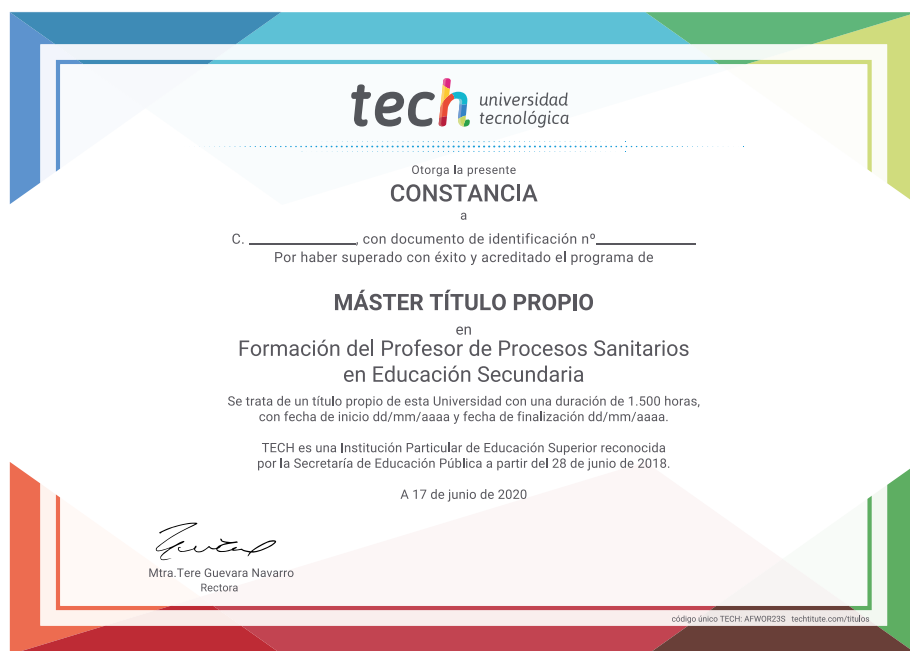 tech universidad
tecnológica
Otorga la presente
CONSTANCIA
a
C. ____________, con documento de identificación nº____________
Por haber superado con éxito y acreditado el programa de
MÁSTER TÍTULO PROPIO
en
Formación del Profesor de Procesos Sanitarios
en Educación Secundaria
Se trata de un título propio de esta Universidad con una duración de 1.500 horas,
con fecha de inicio dd/mm/aaaa y fecha de finalización dd/mm/aaaa.
TECH es una Institución Particular de Educación Superior reconocida
por la Secretaría de Educación Pública a partir del 28 de junio de 2018.
A 17 de junio de 2020
Mtra.Tere Guevara Navarro
Rectora
código único TECH: AFWOR23S techtitute.com/titulos